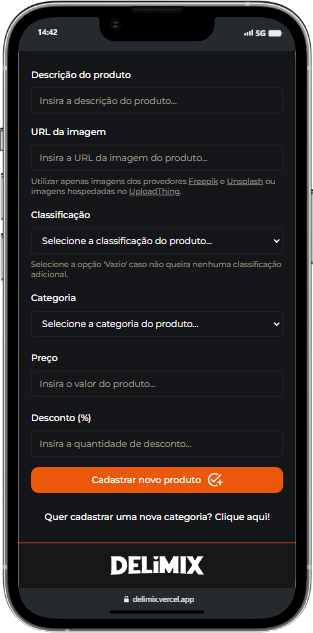 14:42
5G
Descrição do produto
Insira a descrição do produto...
URL da imagem
Insira a URL da imagem do produto...
Utilizar apenas imagens dos provedores Freepik e Unsplash ou
imagens hospedadas no UploadThing.
Classificação
Selecione a classificação do produto...
Selecione a opção 'Vazio' caso não queira nenhuma classificação
adicional.
Categoria
Selecione a categoria do produto...
Preço
Insira o valor do produto...
Desconto (%)
Insira a quantidade de desconto...
Cadastrar novo produto
Quer cadastrar uma nova categoria? Clique aqui!
DELiMIX
delimix.vercel.app